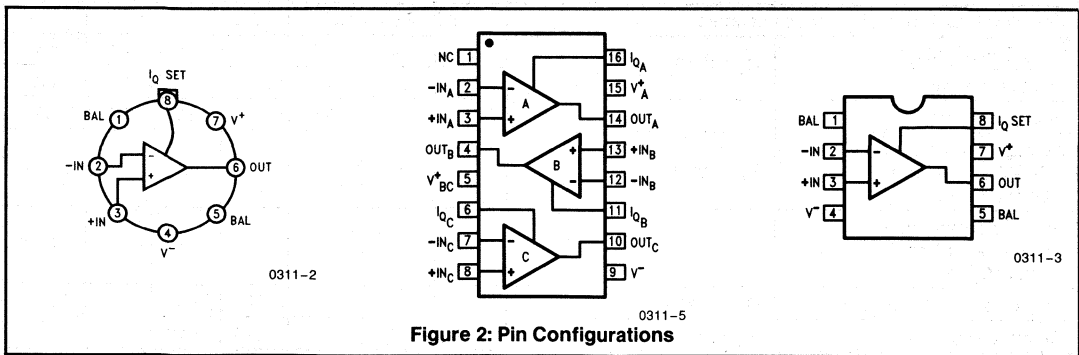 I_Q SET
8
BAL 1
7 V+
-IN 2
- +
6 OUT
+IN 3
5 BAL
4
V-
0311-2
NC 1
16 I_QA
-IN_A 2
15 V+_A
- A +
+IN_A 3
14 OUT_A
OUT_B 4
13 +IN_B
+ B -
V+_BC 5
12 -IN_B
I_QC 6
11 I_QB
-IN_C 7
10 OUT_C
- C +
+IN_C 8
9 V-
0311-5
BAL 1
8 I_Q SET
-IN 2
7 V+
- +
+IN 3
6 OUT
V- 4
5 BAL
0311-3
Figure 2: Pin Configurations